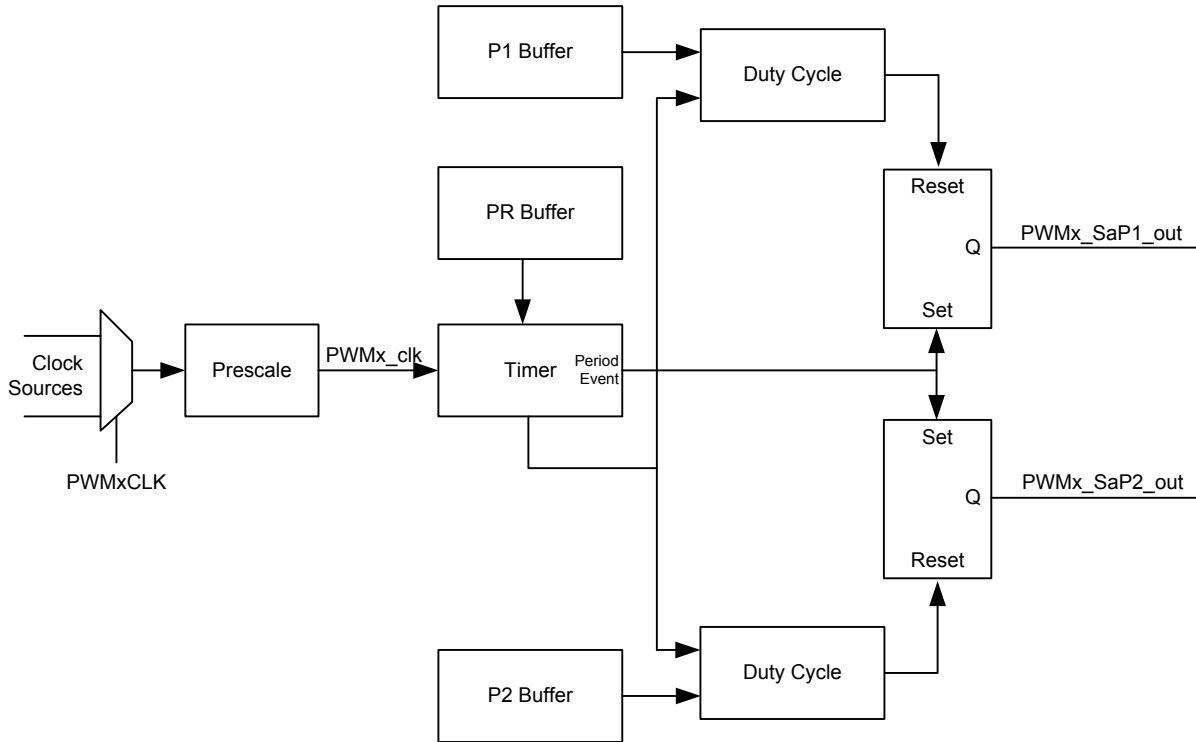 P1 Buffer
Duty Cycle
PR Buffer
Reset
Q
PWMx_SaP1_out
Set
Clock
Sources
PWMxCLK
Prescale
PWMx_clk
Timer
Period
Event
Set
Q
PWMx_SaP2_out
Reset
P2 Buffer
Duty Cycle